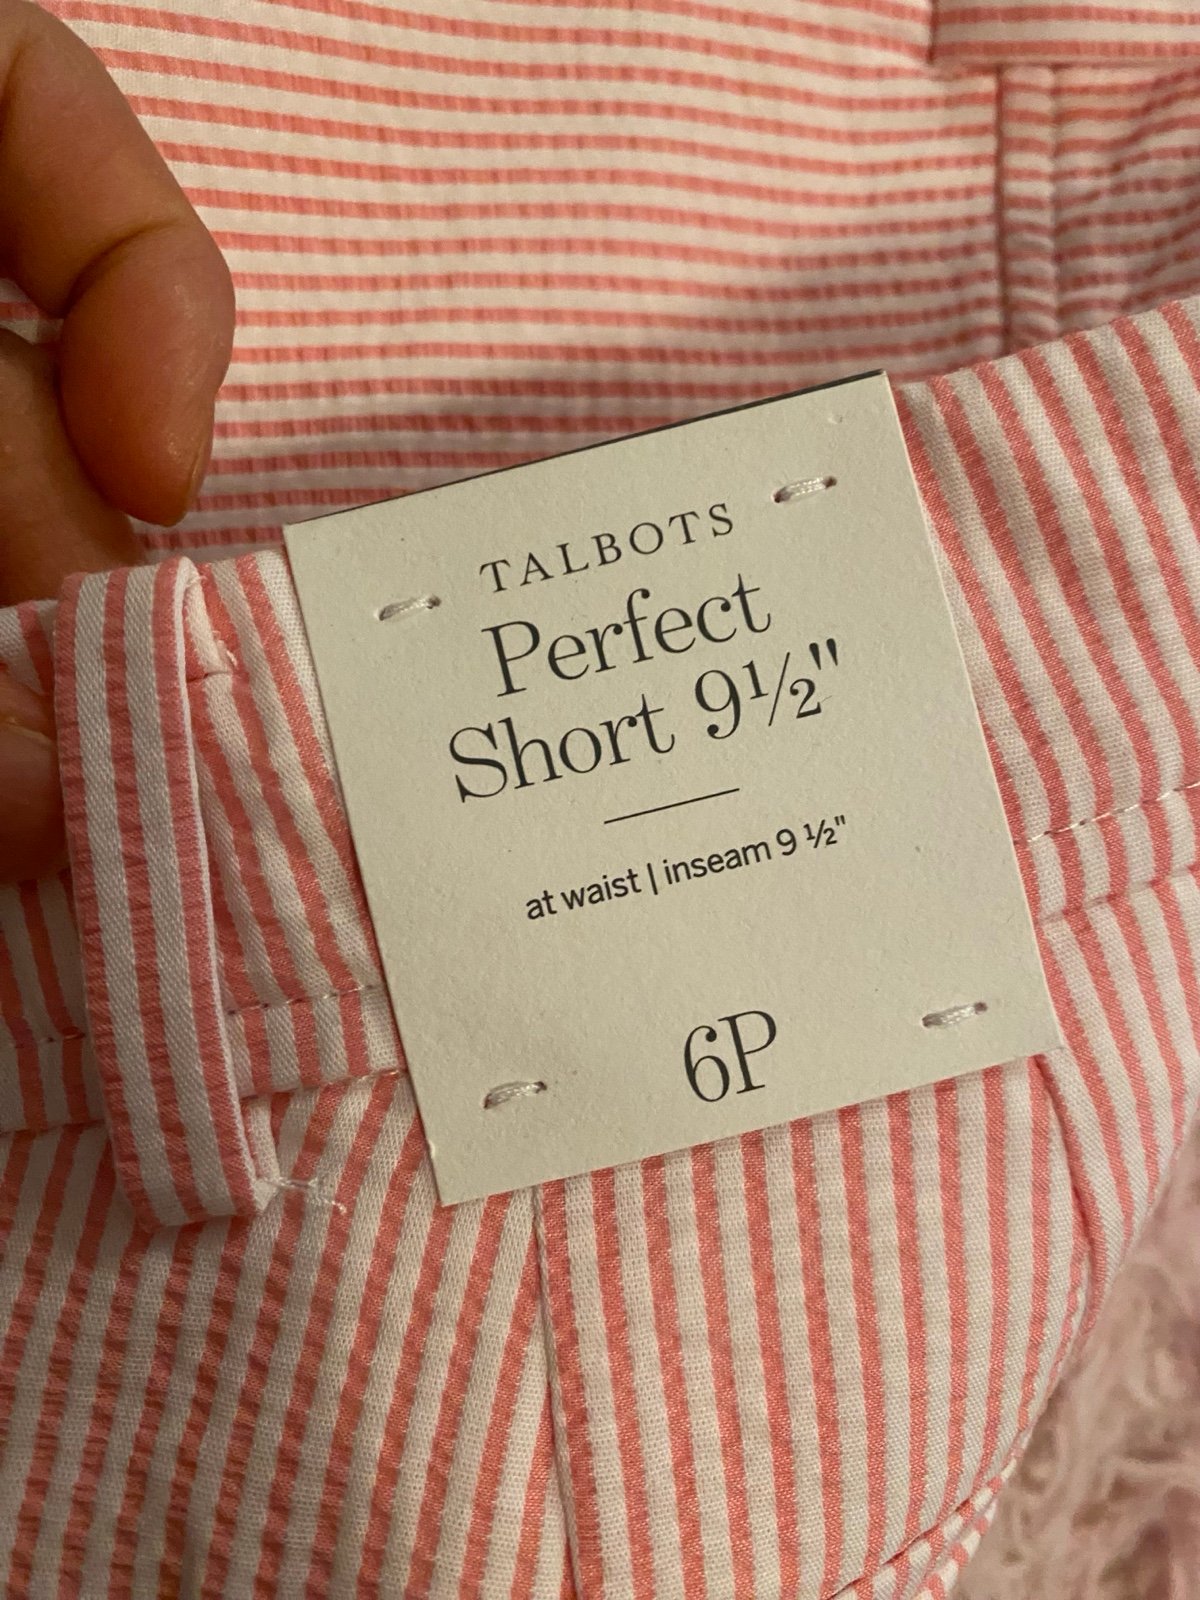 TALBOTS
Perfect
Short 9½"
at waist | inseam 9 ½"
6P